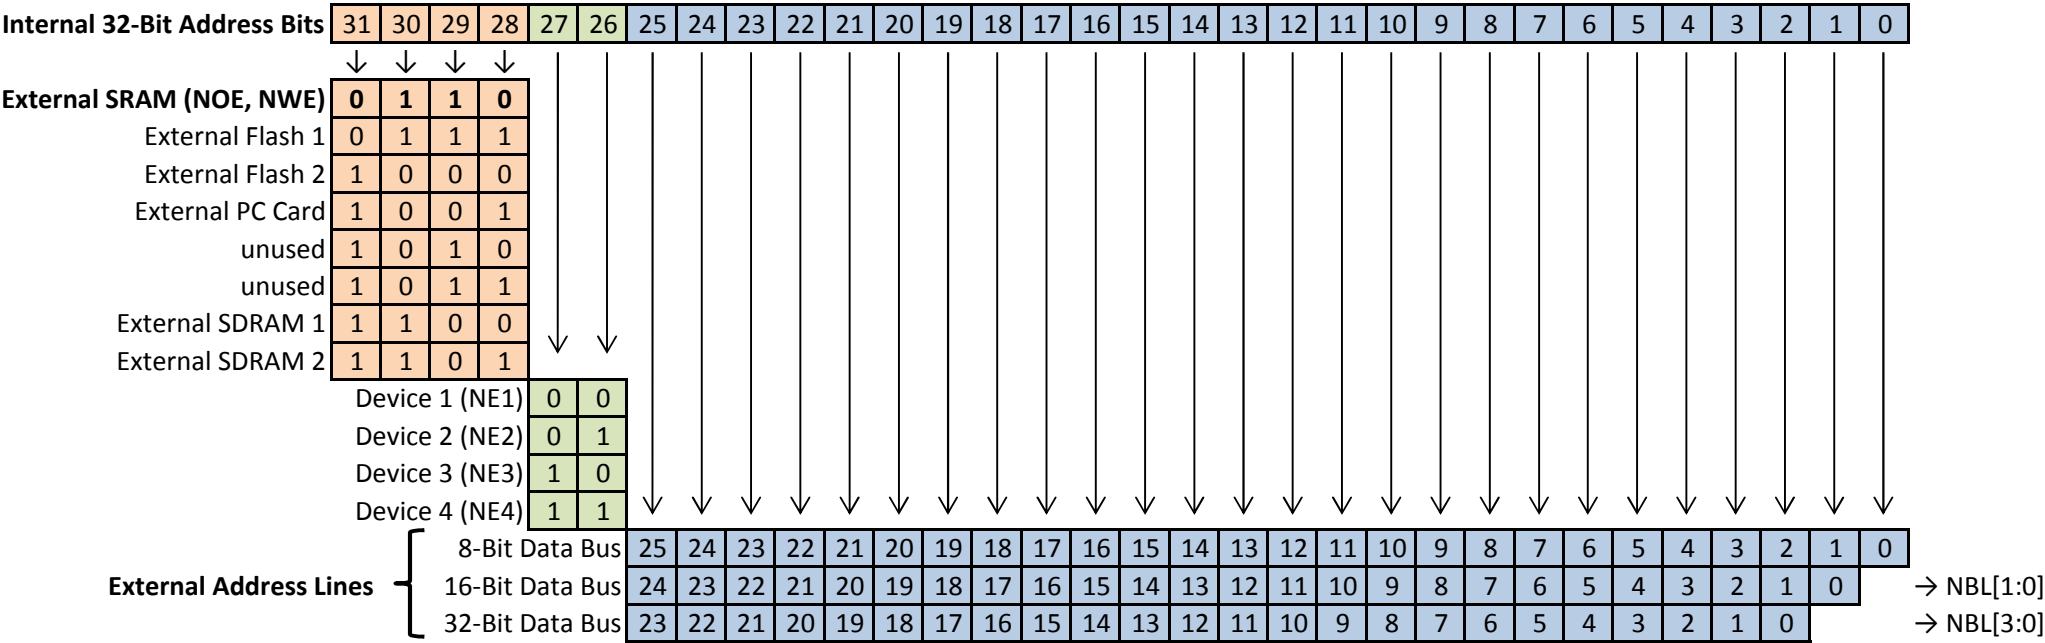 Internal 32-Bit Address Bits 31 30 29 28 27 26 25 24 23 22 21 20 19 18 17 16 15 14 13 12 11 10 9 8 7 6 5 4 3 2 1 0
External SRAM (NOE, NWE) 0 1 1 0
External Flash 1 0 1 1 1
External Flash 2 1 0 0 0
External PC Card 1 0 0 1
unused 1 0 1 0
unused 1 0 1 1
External SDRAM 1 1 1 0 0
External SDRAM 2 1 1 0 1
Device 1 (NE1) 0 0
Device 2 (NE2) 0 1
Device 3 (NE3) 1 0
Device 4 (NE4) 1 1
8-Bit Data Bus 25 24 23 22 21 20 19 18 17 16 15 14 13 12 11 10 9 8 7 6 5 4 3 2 1 0
External Address Lines 16-Bit Data Bus 24 23 22 21 20 19 18 17 16 15 14 13 12 11 10 9 8 7 6 5 4 3 2 1 0 → NBL[1:0]
32-Bit Data Bus 23 22 21 20 19 18 17 16 15 14 13 12 11 10 9 8 7 6 5 4 3 2 1 0 → NBL[3:0]